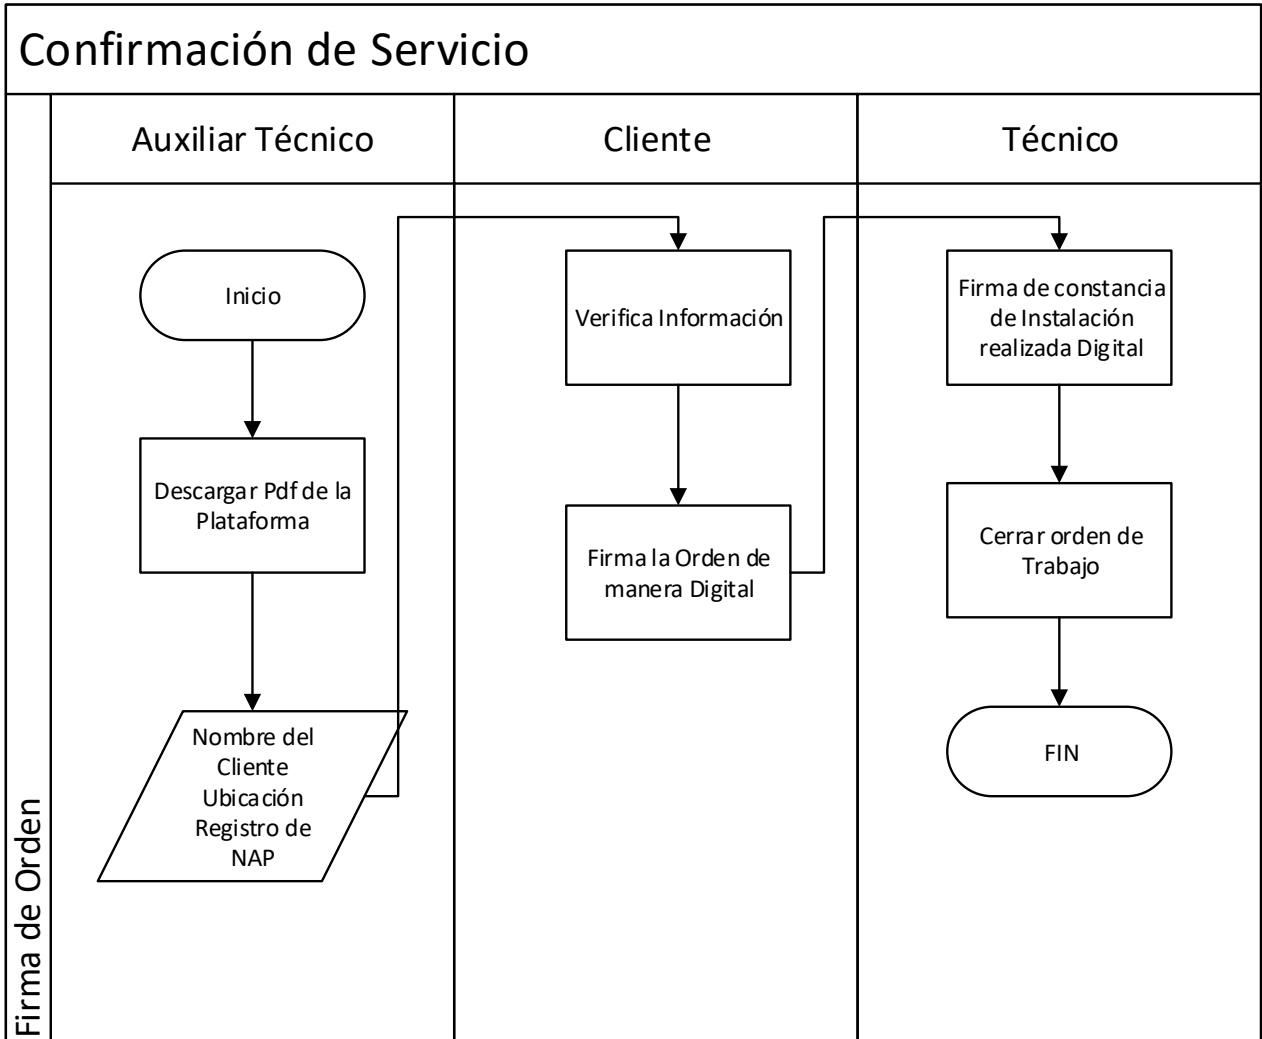 Confirmación de Servicio
Auxiliar Técnico
Cliente
Técnico
Firma de Orden
Inicio
Descargar Pdf de la
Plataforma
Nombre del
Cliente
Ubicación
Registro de
NAP
Verifica Información
Firma la Orden de
manera Digital
Firma de constancia
de Instalación
realizada Digital
Cerrar orden de
Trabajo
FIN